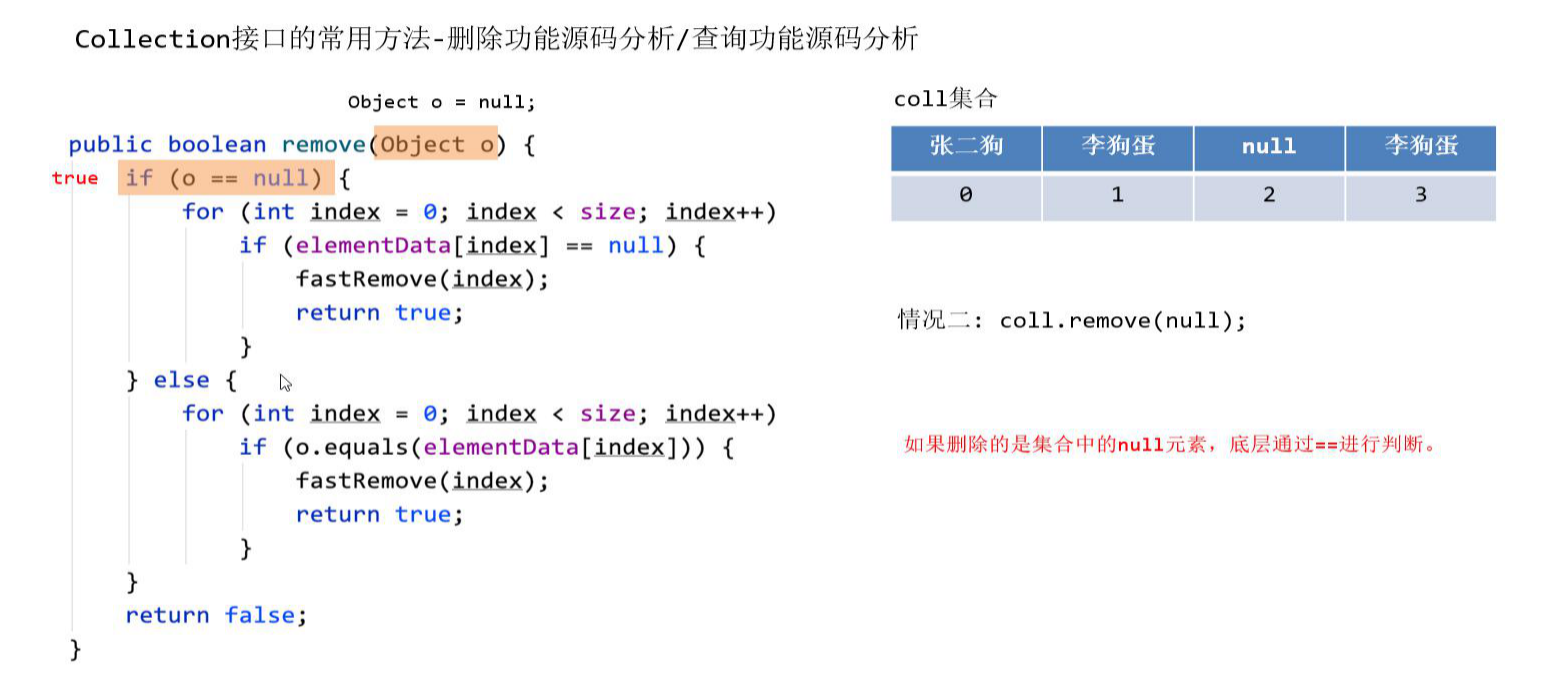 Collection接口的常用方法-删除功能源码分析/查询功能源码分析
Object o = null;
public boolean remove(Object o) {
true if (o == null) {
for (int index = 0; index < size; index++)
if (elementData[index] == null) {
fastRemove(index);
return true;
}
} else {
for (int index = 0; index < size; index++)
if (o.equals(elementData[index])) {
fastRemove(index);
return true;
}
}
return false;
}
coll集合
张二狗 李狗蛋 null 李狗蛋
0 1 2 3
情况二: coll.remove(null);
如果删除的是集合中的null元素，底层通过==进行判断。